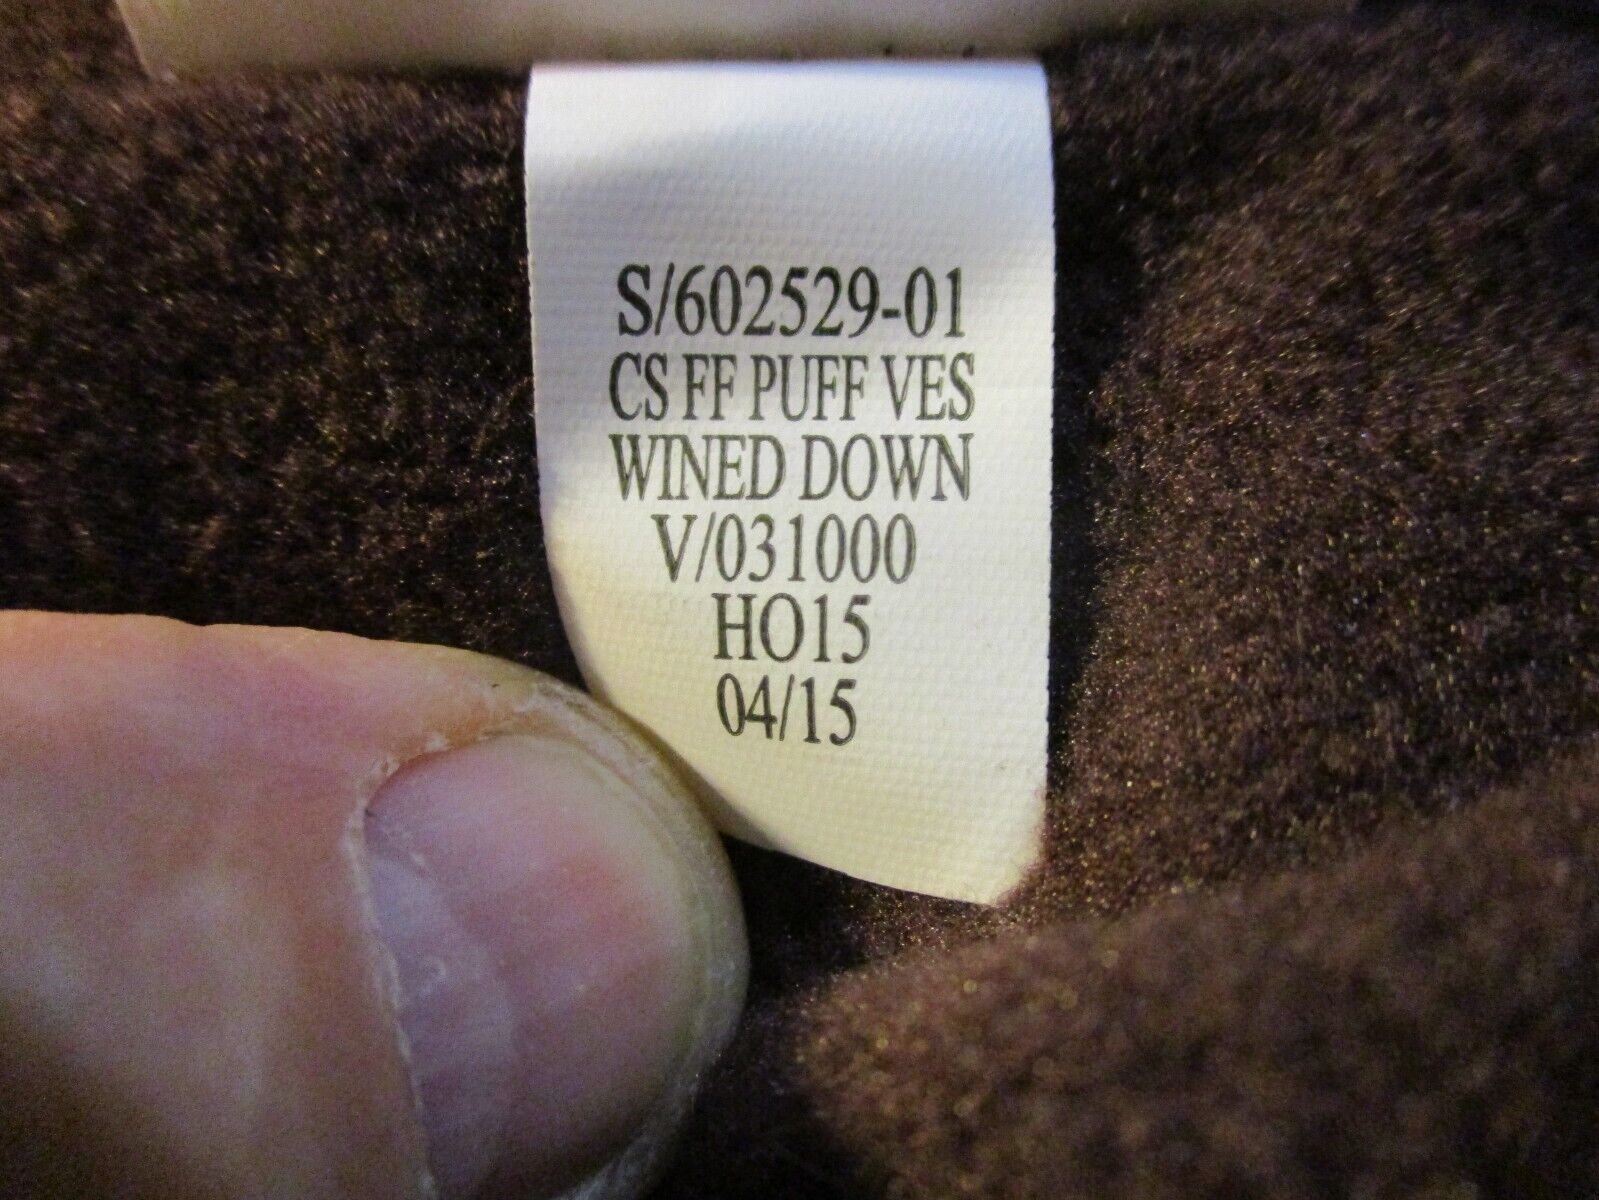 S/602529-01
CS FF PUFF VES
WINED DOWN
V/031000
HO15
04/15